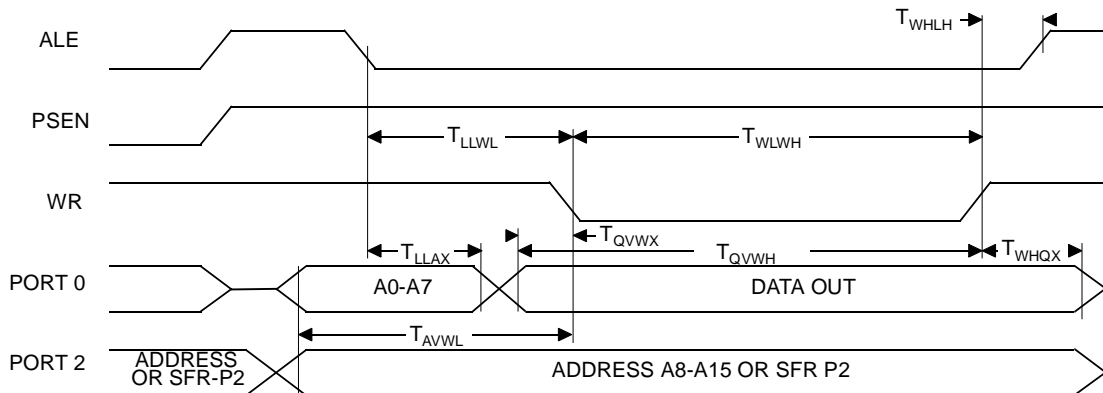 T_WHLH
ALE
PSEN
T_LLWL
T_WLWH
WR
T_QVWX
T_LLAX
T_QVWH
T_WHQX
PORT 0
A0-A7
DATA OUT
T_AVWL
PORT 2
ADDRESS
OR SFR-P2
ADDRESS A8-A15 OR SFR P2